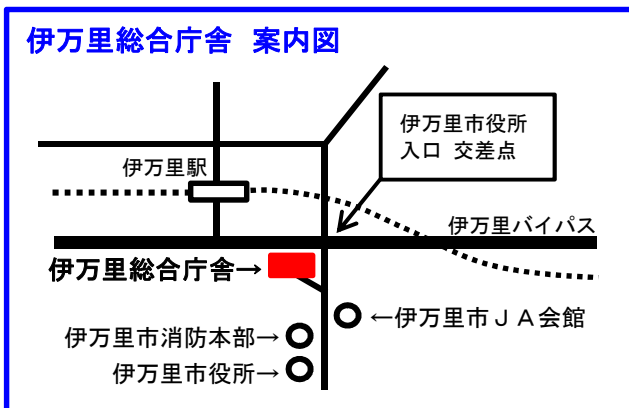 伊万里総合庁舎 案内図
伊万里市役所
入口 交差点
伊万里駅
伊万里バイパス
伊万里総合庁舎→
←伊万里市ＪＡ会館
伊万里市消防本部→
伊万里市役所→